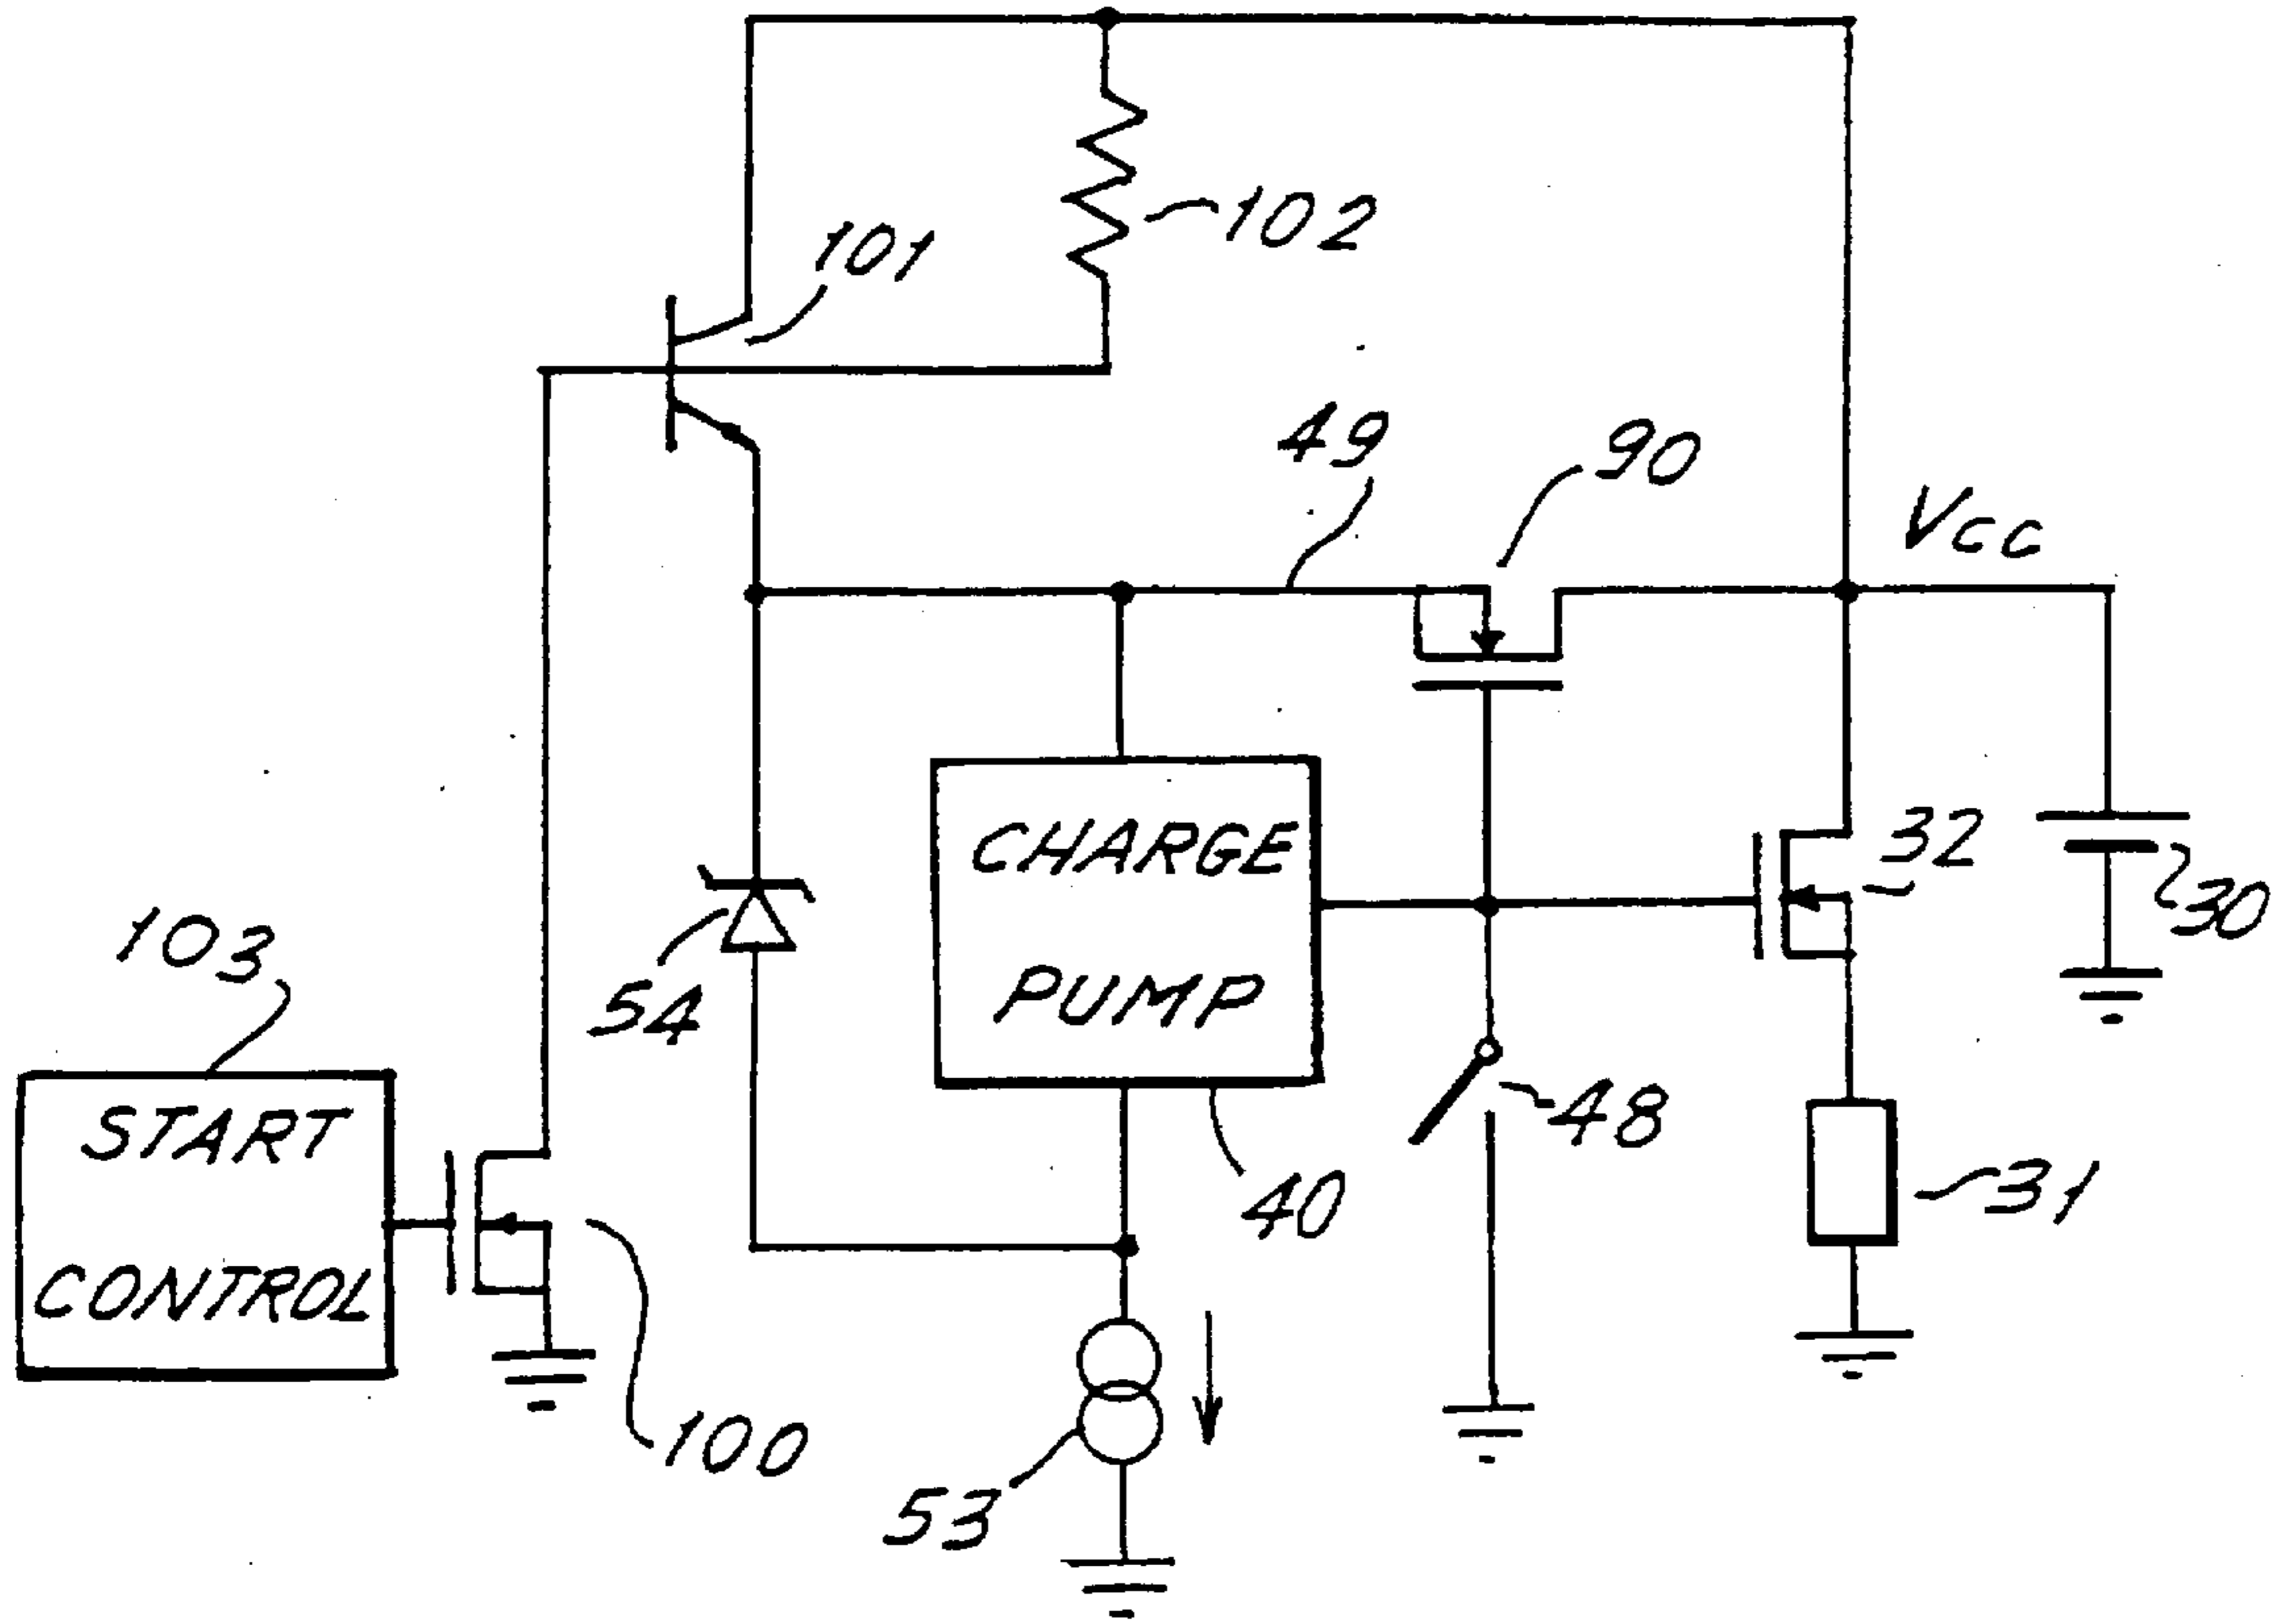 102
101
49
90
Vcc
CHARGE
PUMP
32
30
103
54
START
CONTROL
48
40
31
100
53